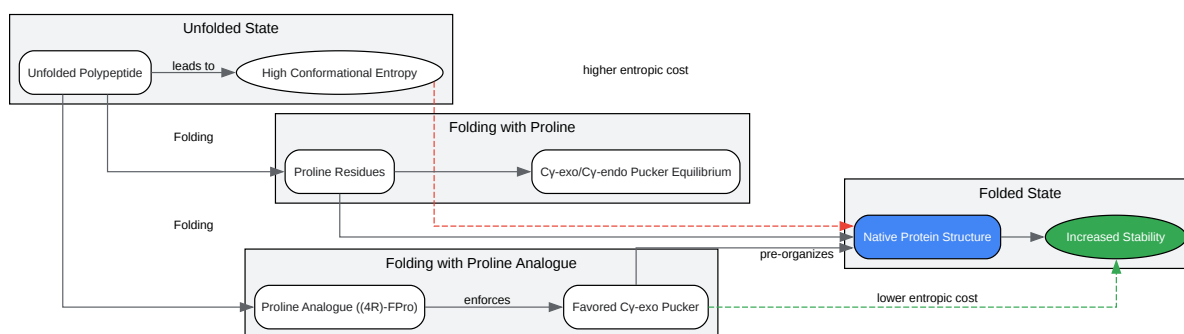 Unfolded State
Unfolded Polypeptide
leads to
High Conformational Entropy
higher entropic cost
Folding
Folding with Proline
Proline Residues
Cγ-exo/Cγ-endo Pucker Equilibrium
Folding
Folded State
Native Protein Structure
Increased Stability
pre-organizes
Folding with Proline Analogue
Proline Analogue ((4R)-FPro)
enforces
Favored Cγ-exo Pucker
lower entropic cost